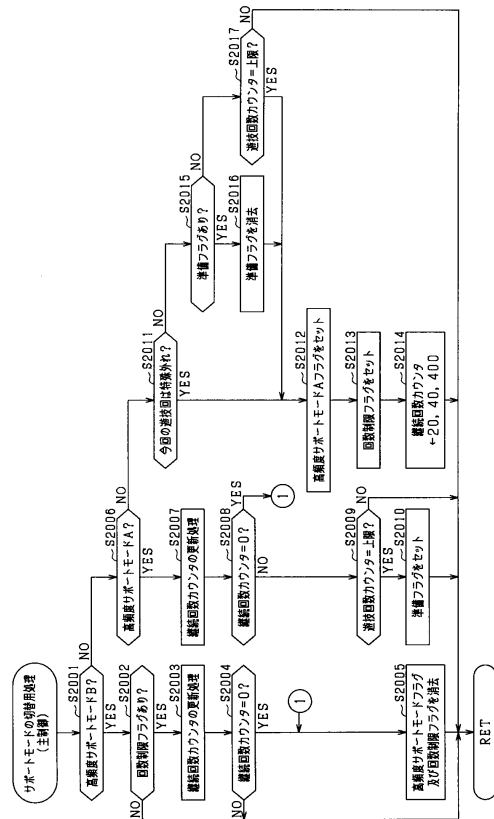 サポートモードの切替用処理
(主制御)
S2001
高頻度サポートモードB?
NO
YES
S2002
回数制限フラグあり?
NO
YES
S2003
継続回数カウンタの更新処理
S2004
継続回数カウンタ=0?
NO
YES
1
S2005
高頻度サポートモードフラグ
及び回数制限フラグを消去
RET
S2006
高頻度サポートモードA?
NO
YES
S2007
継続回数カウンタの更新処理
S2008
継続回数カウンタ=0?
YES
1
NO
S2009
遊技回数カウンタ=上限?
NO
YES
S2010
準備フラグをセット
S2011
今回の遊技回は特殊外れ?
NO
YES
S2012
高頻度サポートモードAフラグをセット
S2013
回数制限フラグをセット
S2014
継続回数カウンタ
←20, 40, 400
S2015
準備フラグあり?
NO
YES
S2016
準備フラグを消去
S2017
遊技回数カウンタ=上限?
NO
YES